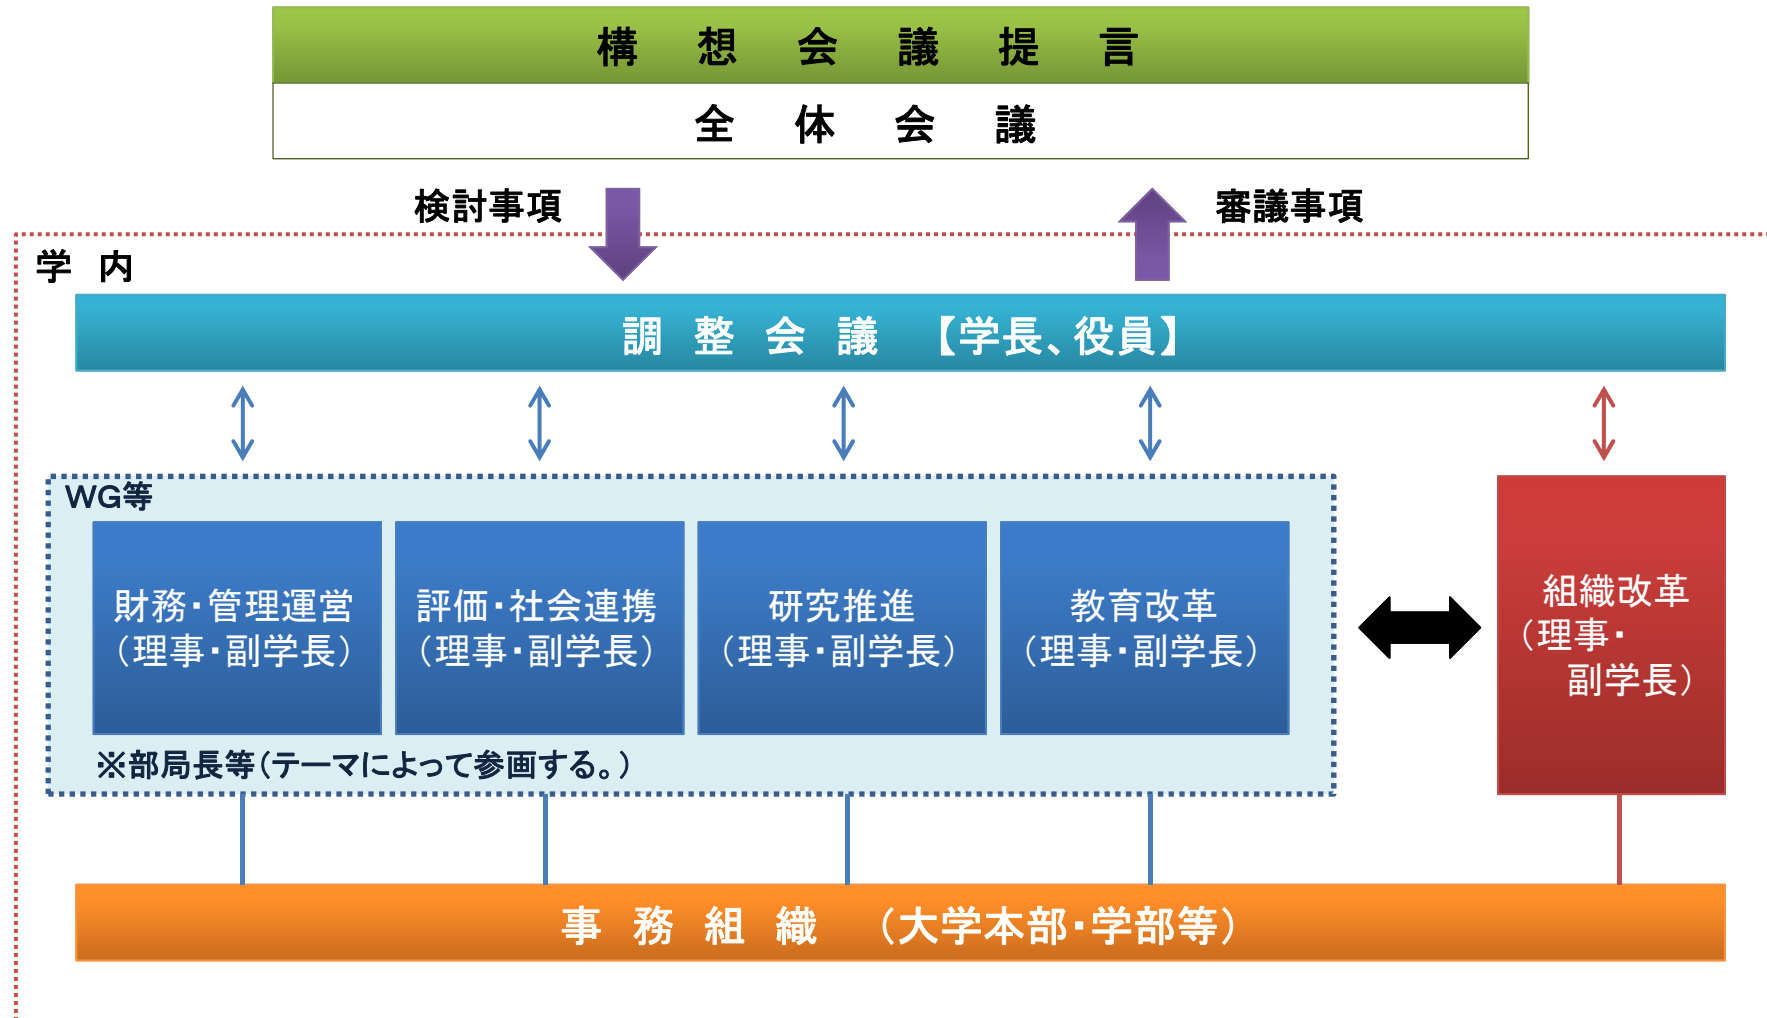 構想会議提言
全体会議
検討事項
審議事項
学内
調整会議 【学長、役員】
WG等
財務・管理運営
（理事・副学長）
評価・社会連携
（理事・副学長）
研究推進
（理事・副学長）
教育改革
（理事・副学長）
組織改革
（理事・
副学長）
※部局長等（テーマによって参画する。）
事務組織 （大学本部・学部等）